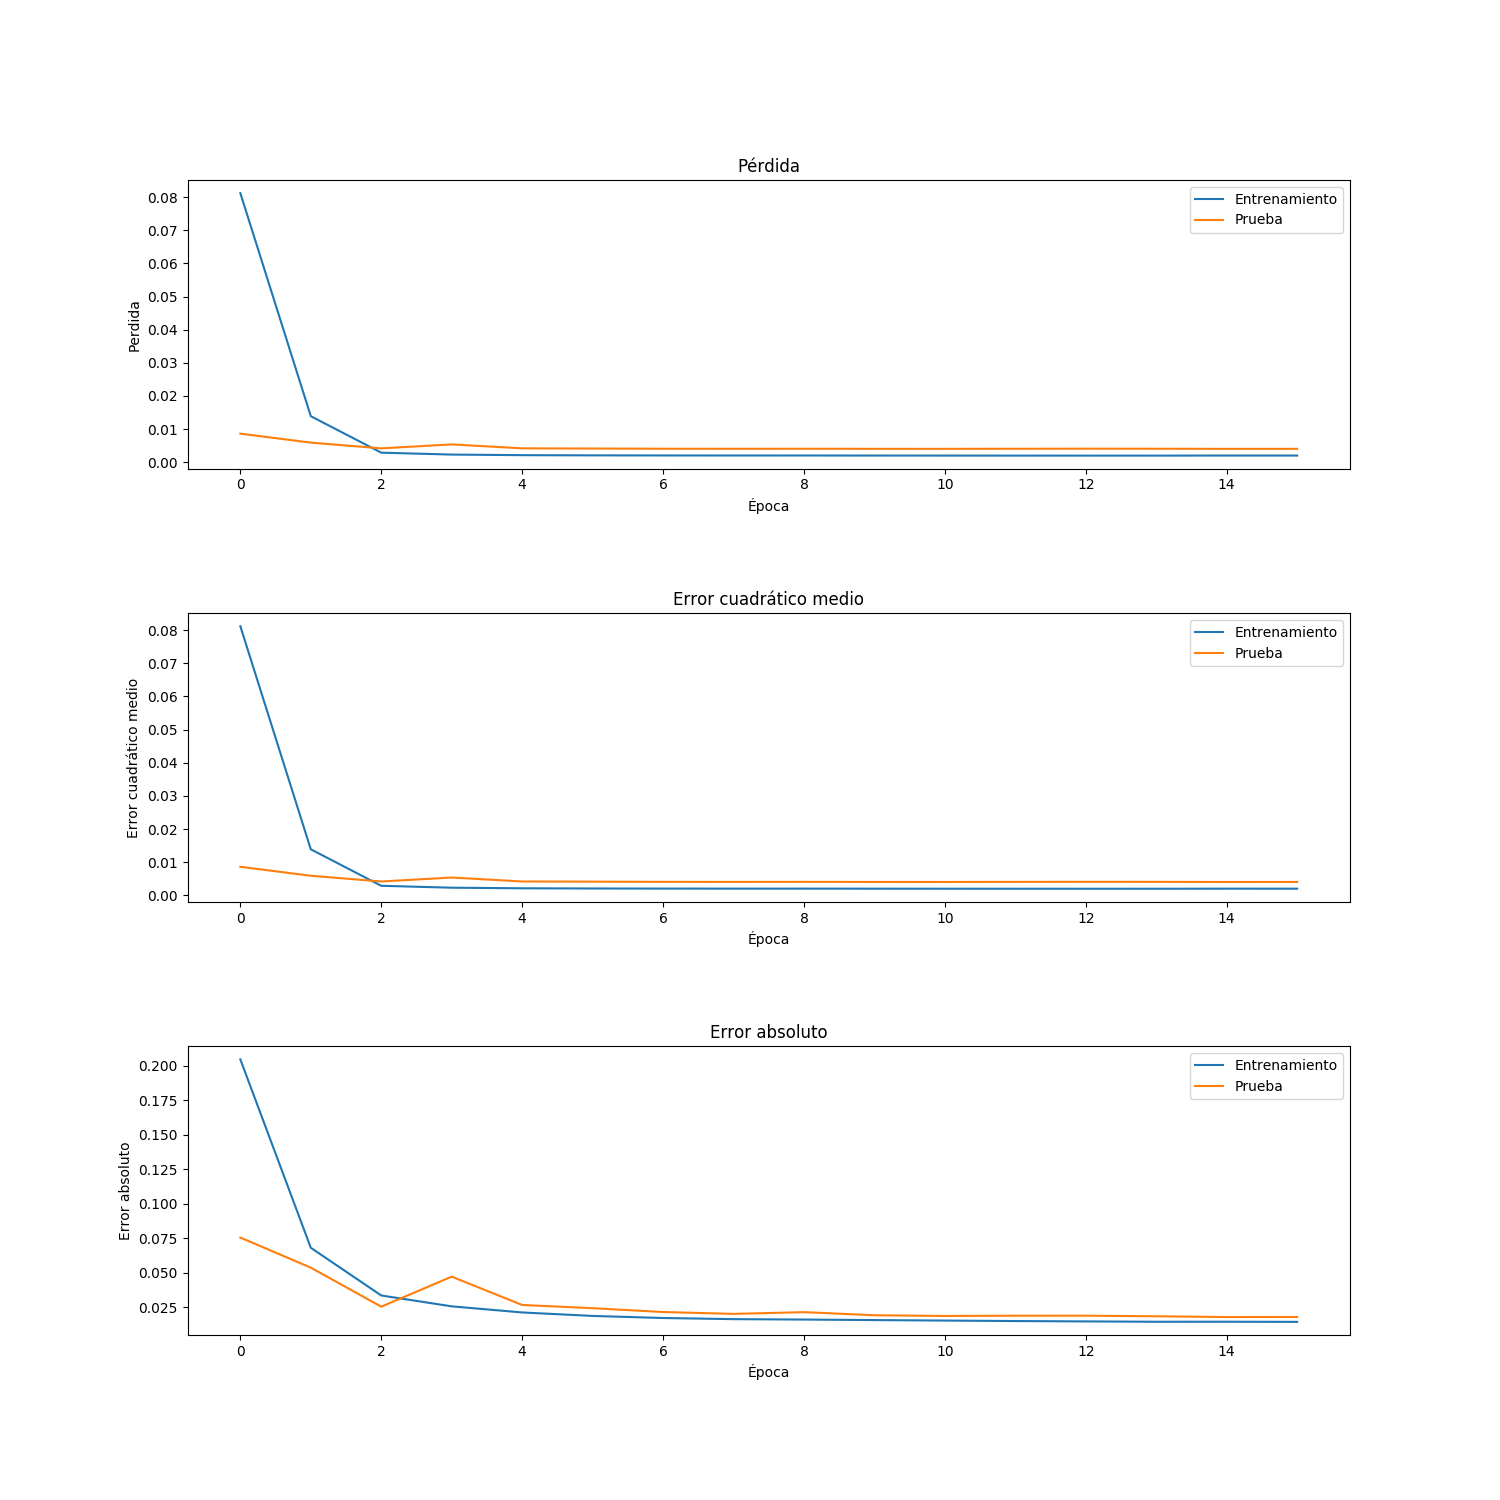 Pérdida
0.08
0.07
0.06
0.05
0.04
0.03
0.02
0.01
0.00
Perdida
Entrenamiento
Prueba
0 2 4 6 8 10 12 14
Época
Error cuadrático medio
0.08
0.07
0.06
0.05
0.04
0.03
0.02
0.01
0.00
Error cuadrático medio
Entrenamiento
Prueba
0 2 4 6 8 10 12 14
Época
Error absoluto
0.200
0.175
0.150
0.125
0.100
0.075
0.050
0.025
Error absoluto
Entrenamiento
Prueba
0 2 4 6 8 10 12 14
Época